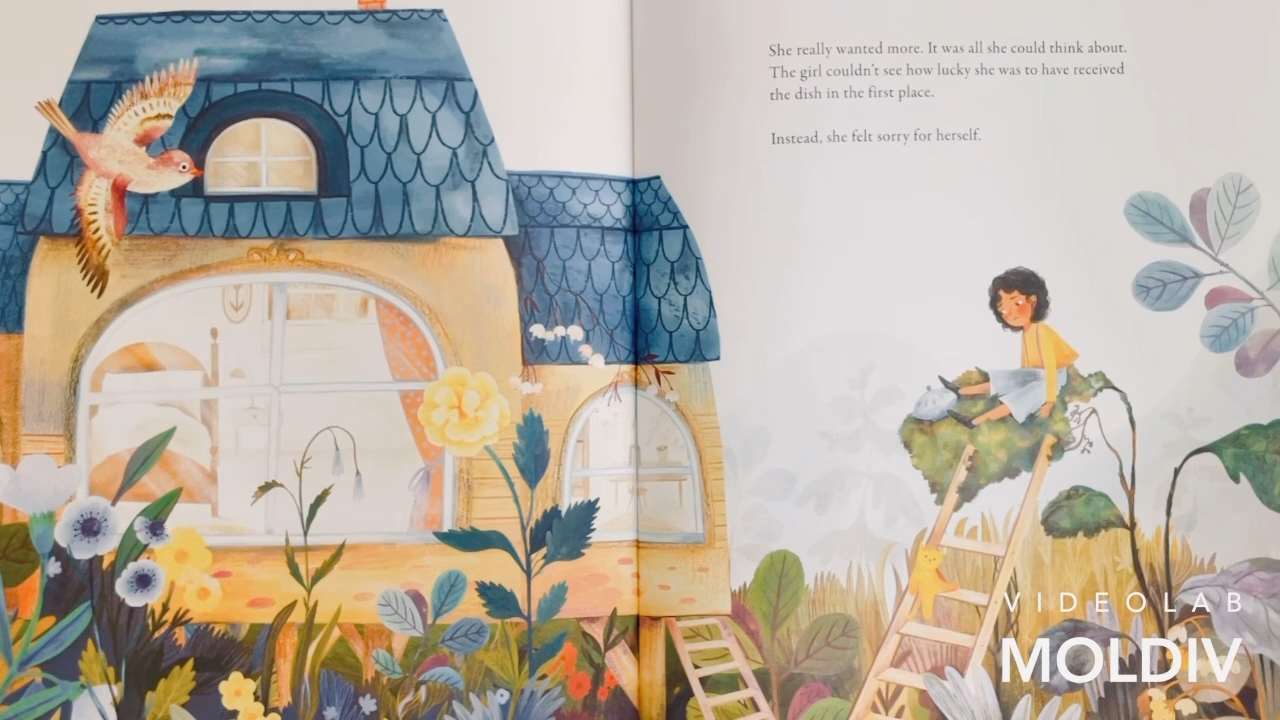 She really wanted more. It was all she could think about.
The girl couldn't see how lucky she was to have received
the dish in the first place.
Instead, she felt sorry for herself.
VIDEOLAB
MOLDIV